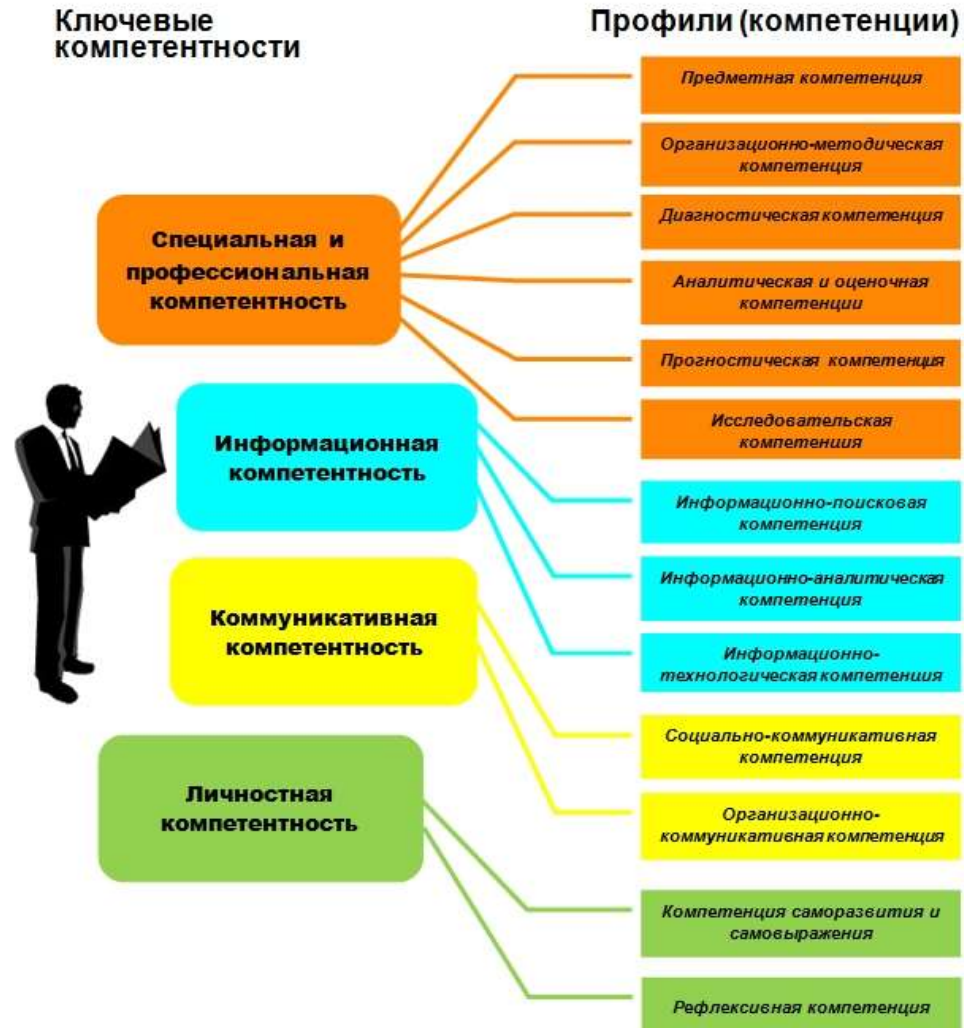 Ключевые
компетентности
Профили (компетенции)
Специальная и
профессиональная
компетентность
Предметная компетенция
Организационно-методическая
компетенция
Диагностическая компетенция
Аналитическая и оценочная
компетенции
Прогностическая компетенция
Исследовательская
компетенция
Информационная
компетентность
Информационно-поисковая
компетенция
Информационно-аналитическая
компетенция
Информационно-
технологическая компетенция
Коммуникативная
компетентность
Социально-коммуникативная
компетенция
Организационно-
коммуникативная компетенция
Личностная
компетентность
Компетенция саморазвития и
самовыражения
Рефлексивная компетенция